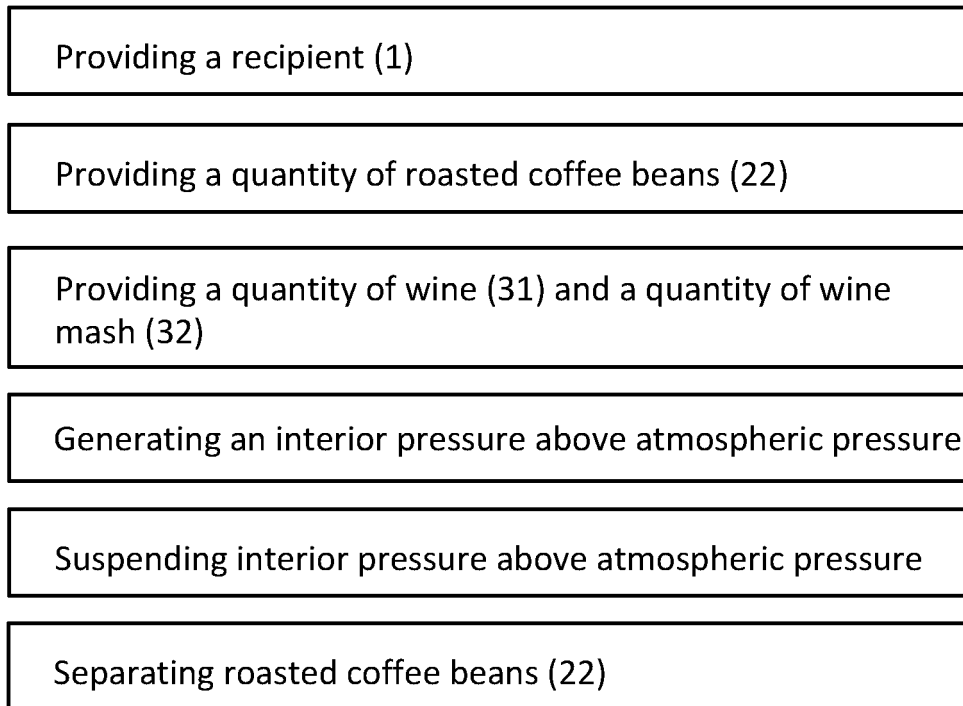 Providing a recipient (1)
Providing a quantity of roasted coffee beans (22)
Providing a quantity of wine (31) and a quantity of wine
mash (32)
Generating an interior pressure above atmospheric pressure
Suspending interior pressure above atmospheric pressure
Separating roasted coffee beans (22)